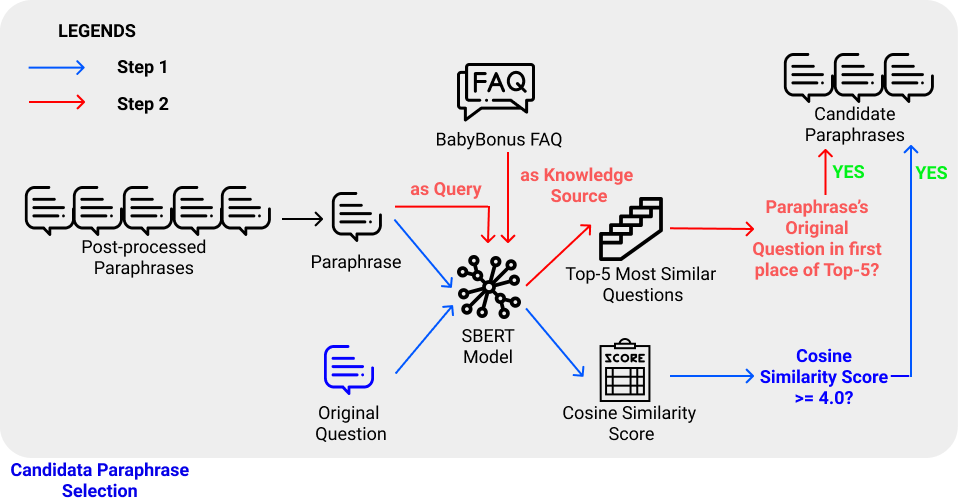 LEGENDS
Step 1
Step 2
FAQ
BabyBonus FAQ
Candidate
Paraphrases
YES
YES
as Query
as Knowledge
Source
Post-processed
Paraphrases
Paraphrase
Top-5 Most Similar
Questions
Paraphrase's
Original
Question in first
place of Top-5?
SBERT
Model
Original
Question
SCORE
Cosine Similarity
Score
Cosine
Similarity Score
>= 4.0?
Candidata Paraphrase
Selection